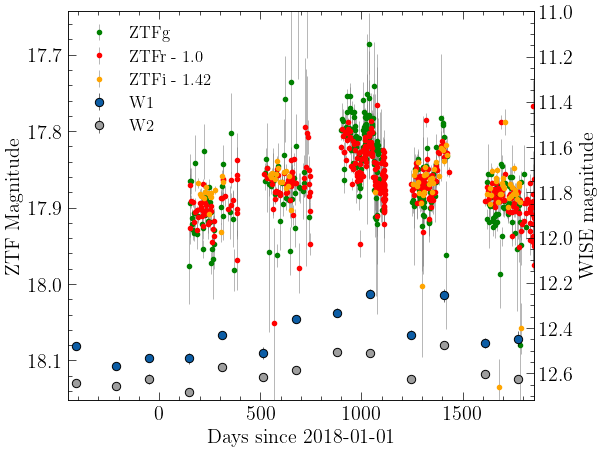 ZTFg
ZTFr - 1.0
ZTFi - 1.42
W1
W2
17.7
17.8
17.9
18.0
18.1
ZTF Magnitude
11.0
11.2
11.4
11.6
11.8
12.0
12.2
12.4
12.6
WISE magnitude
0 500 1000 1500
Days since 2018-01-01